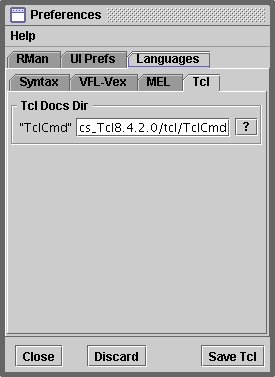 Preferences
Help
RMan UI Prefs Languages
Syntax VFL-Vex MEL Tcl
Tcl Docs Dir
"TclCmd" cs_Tcl8.4.2.0/tcl/TclCmd ?
Close Discard Save Tcl